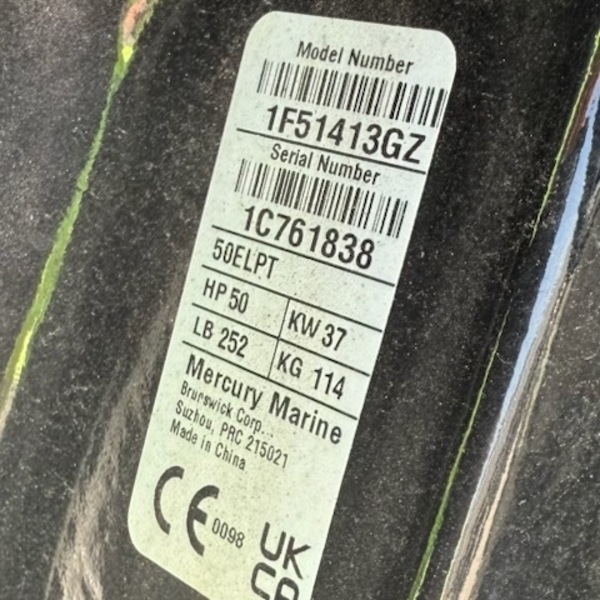 Model Number
1F51413GZ
Serial Number
1C761838
50ELPT
HP 50 KW 37
LB 252 KG 114
Mercury Marine
Brunswick Corp...
Suzhou, PRC 215021
Made in China
CE 0098
UK
CA